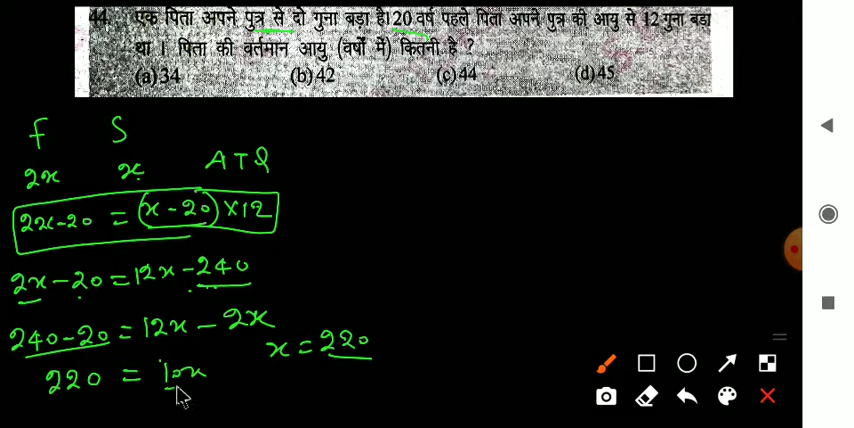 44. एक पिता अपने पुत्र से दो गुना बड़ा है। 20 वर्ष पहले पिता अपने पुत्र की आयु से 12 गुना बड़ा
था । पिता की वर्तमान आयु (वर्षों में) कितनी है ?
(a) 34 (b) 42 (c) 44 (d) 45
F S
2x x ATQ
2x-20 = (x-20) ×12
2x-20 = 12x-240
240-20 = 12x-2x
x = 220
220 = 10x